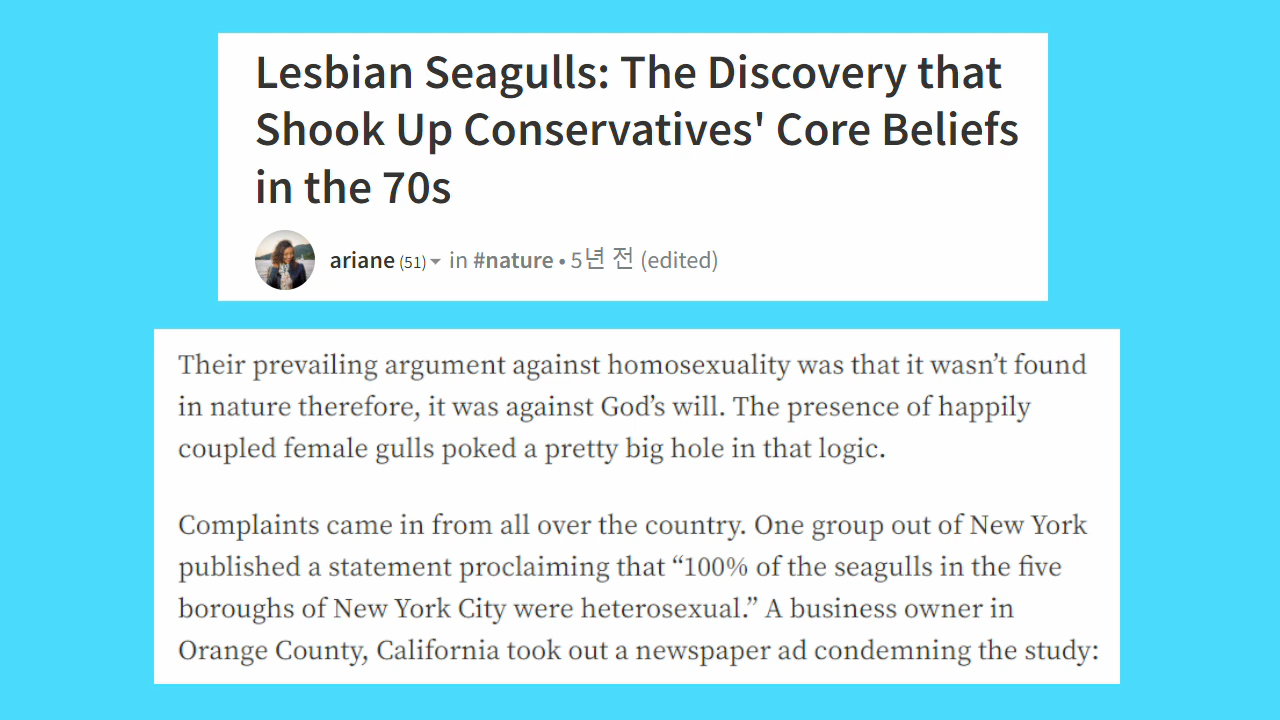 Lesbian Seagulls: The Discovery that
Shook Up Conservatives' Core Beliefs
in the 70s
ariane (51) in #nature • 5년 전 (edited)
Their prevailing argument against homosexuality was that it wasn’t found
in nature therefore, it was against God’s will. The presence of happily
coupled female gulls poked a pretty big hole in that logic.
Complaints came in from all over the country. One group out of New York
published a statement proclaiming that “100% of the seagulls in the five
boroughs of New York City were heterosexual.” A business owner in
Orange County, California took out a newspaper ad condemning the study: